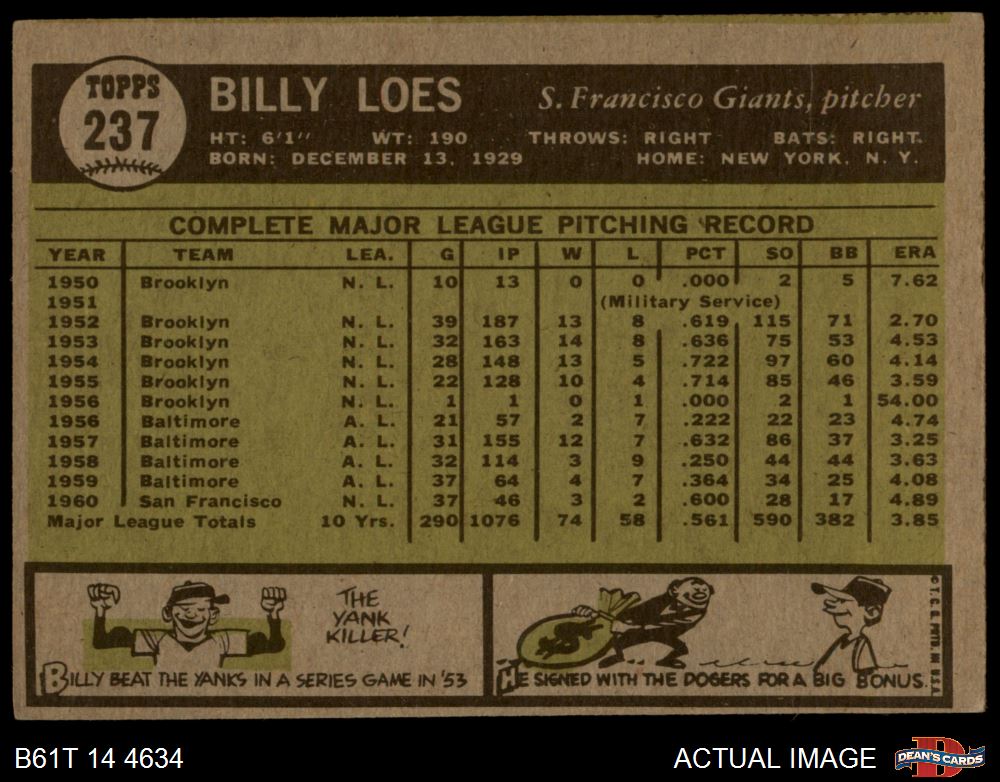 TOPPS
237
BILLY LOES
S. Francisco Giants, pitcher
HT: 6'1" WT: 190 THROWS: RIGHT BATS: RIGHT
BORN: DECEMBER 13, 1929 HOME: NEW YORK, N. Y.
COMPLETE MAJOR LEAGUE PITCHING RECORD
YEAR TEAM LEA. G IP W L PCT SO BB ERA
1950 Brooklyn N. L. 10 13 0 0 .000 2 5 7.62
1951 (Military Service)
1952 Brooklyn N. L. 39 187 13 8 .619 115 71 2.70
1953 Brooklyn N. L. 32 163 14 8 .636 75 53 4.53
1954 Brooklyn N. L. 28 148 13 5 .722 97 60 4.14
1955 Brooklyn N. L. 22 128 10 4 .714 85 46 3.59
1956 Brooklyn N. L. 1 1 0 1 .000 2 1 54.00
1956 Baltimore A. L. 21 57 2 7 .222 22 23 4.74
1957 Baltimore A. L. 31 155 12 7 .632 86 37 3.25
1958 Baltimore A. L. 32 114 3 9 .250 44 44 3.63
1959 Baltimore A. L. 37 64 4 7 .364 34 25 4.08
1960 San Francisco N. L. 37 46 3 2 .600 28 17 4.89
Major League Totals 10 Yrs. 290 1076 74 58 .561 590 382 3.85
THE
YANK
KILLER!
BILLY BEAT THE YANKS IN A SERIES GAME IN '53
HE SIGNED WITH THE DOGERS FOR A BIG BONUS.
© T. C. G. PRTD. IN U.S.A.
B61T 14 4634
ACTUAL IMAGE
D
DEAN'S CARDS